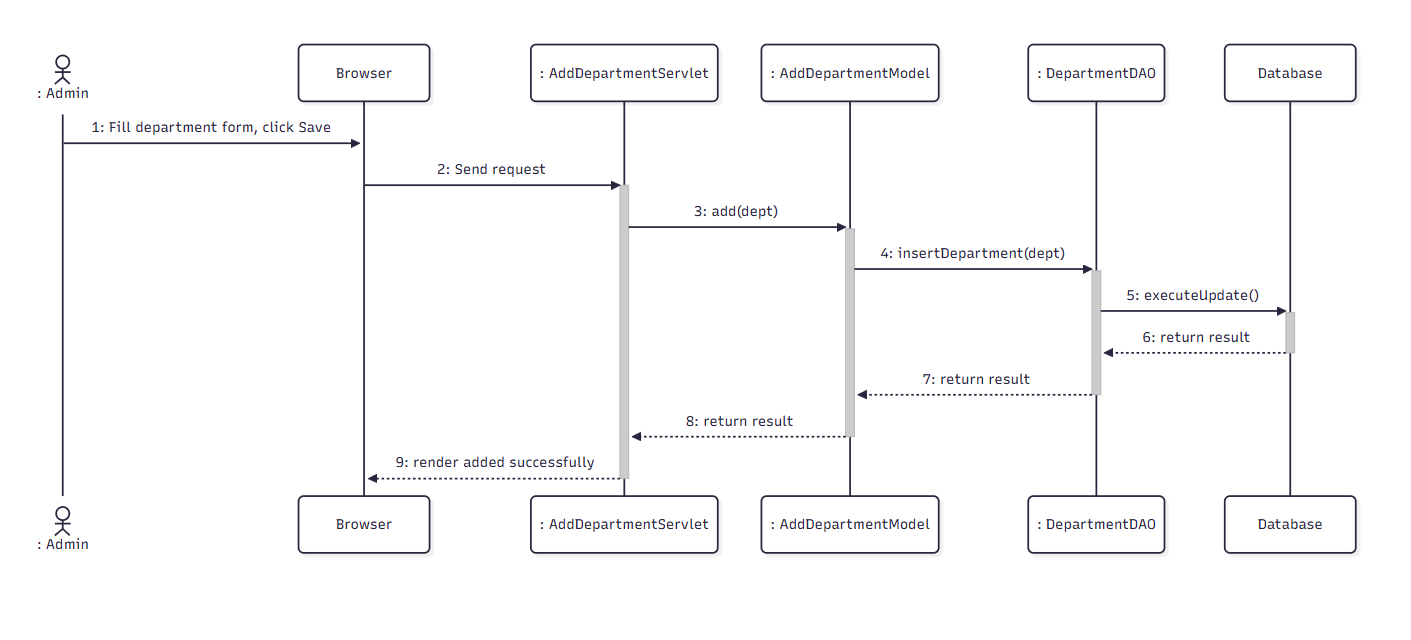 : Admin
Browser
: AddDepartmentServlet
: AddDepartmentModel
: DepartmentDAO
Database
1: Fill department form, click Save
2: Send request
3: add(dept)
4: insertDepartment(dept)
5: executeUpdate()
6: return result
7: return result
8: return result
9: render added successfully
: Admin
Browser
: AddDepartmentServlet
: AddDepartmentModel
: DepartmentDAO
Database